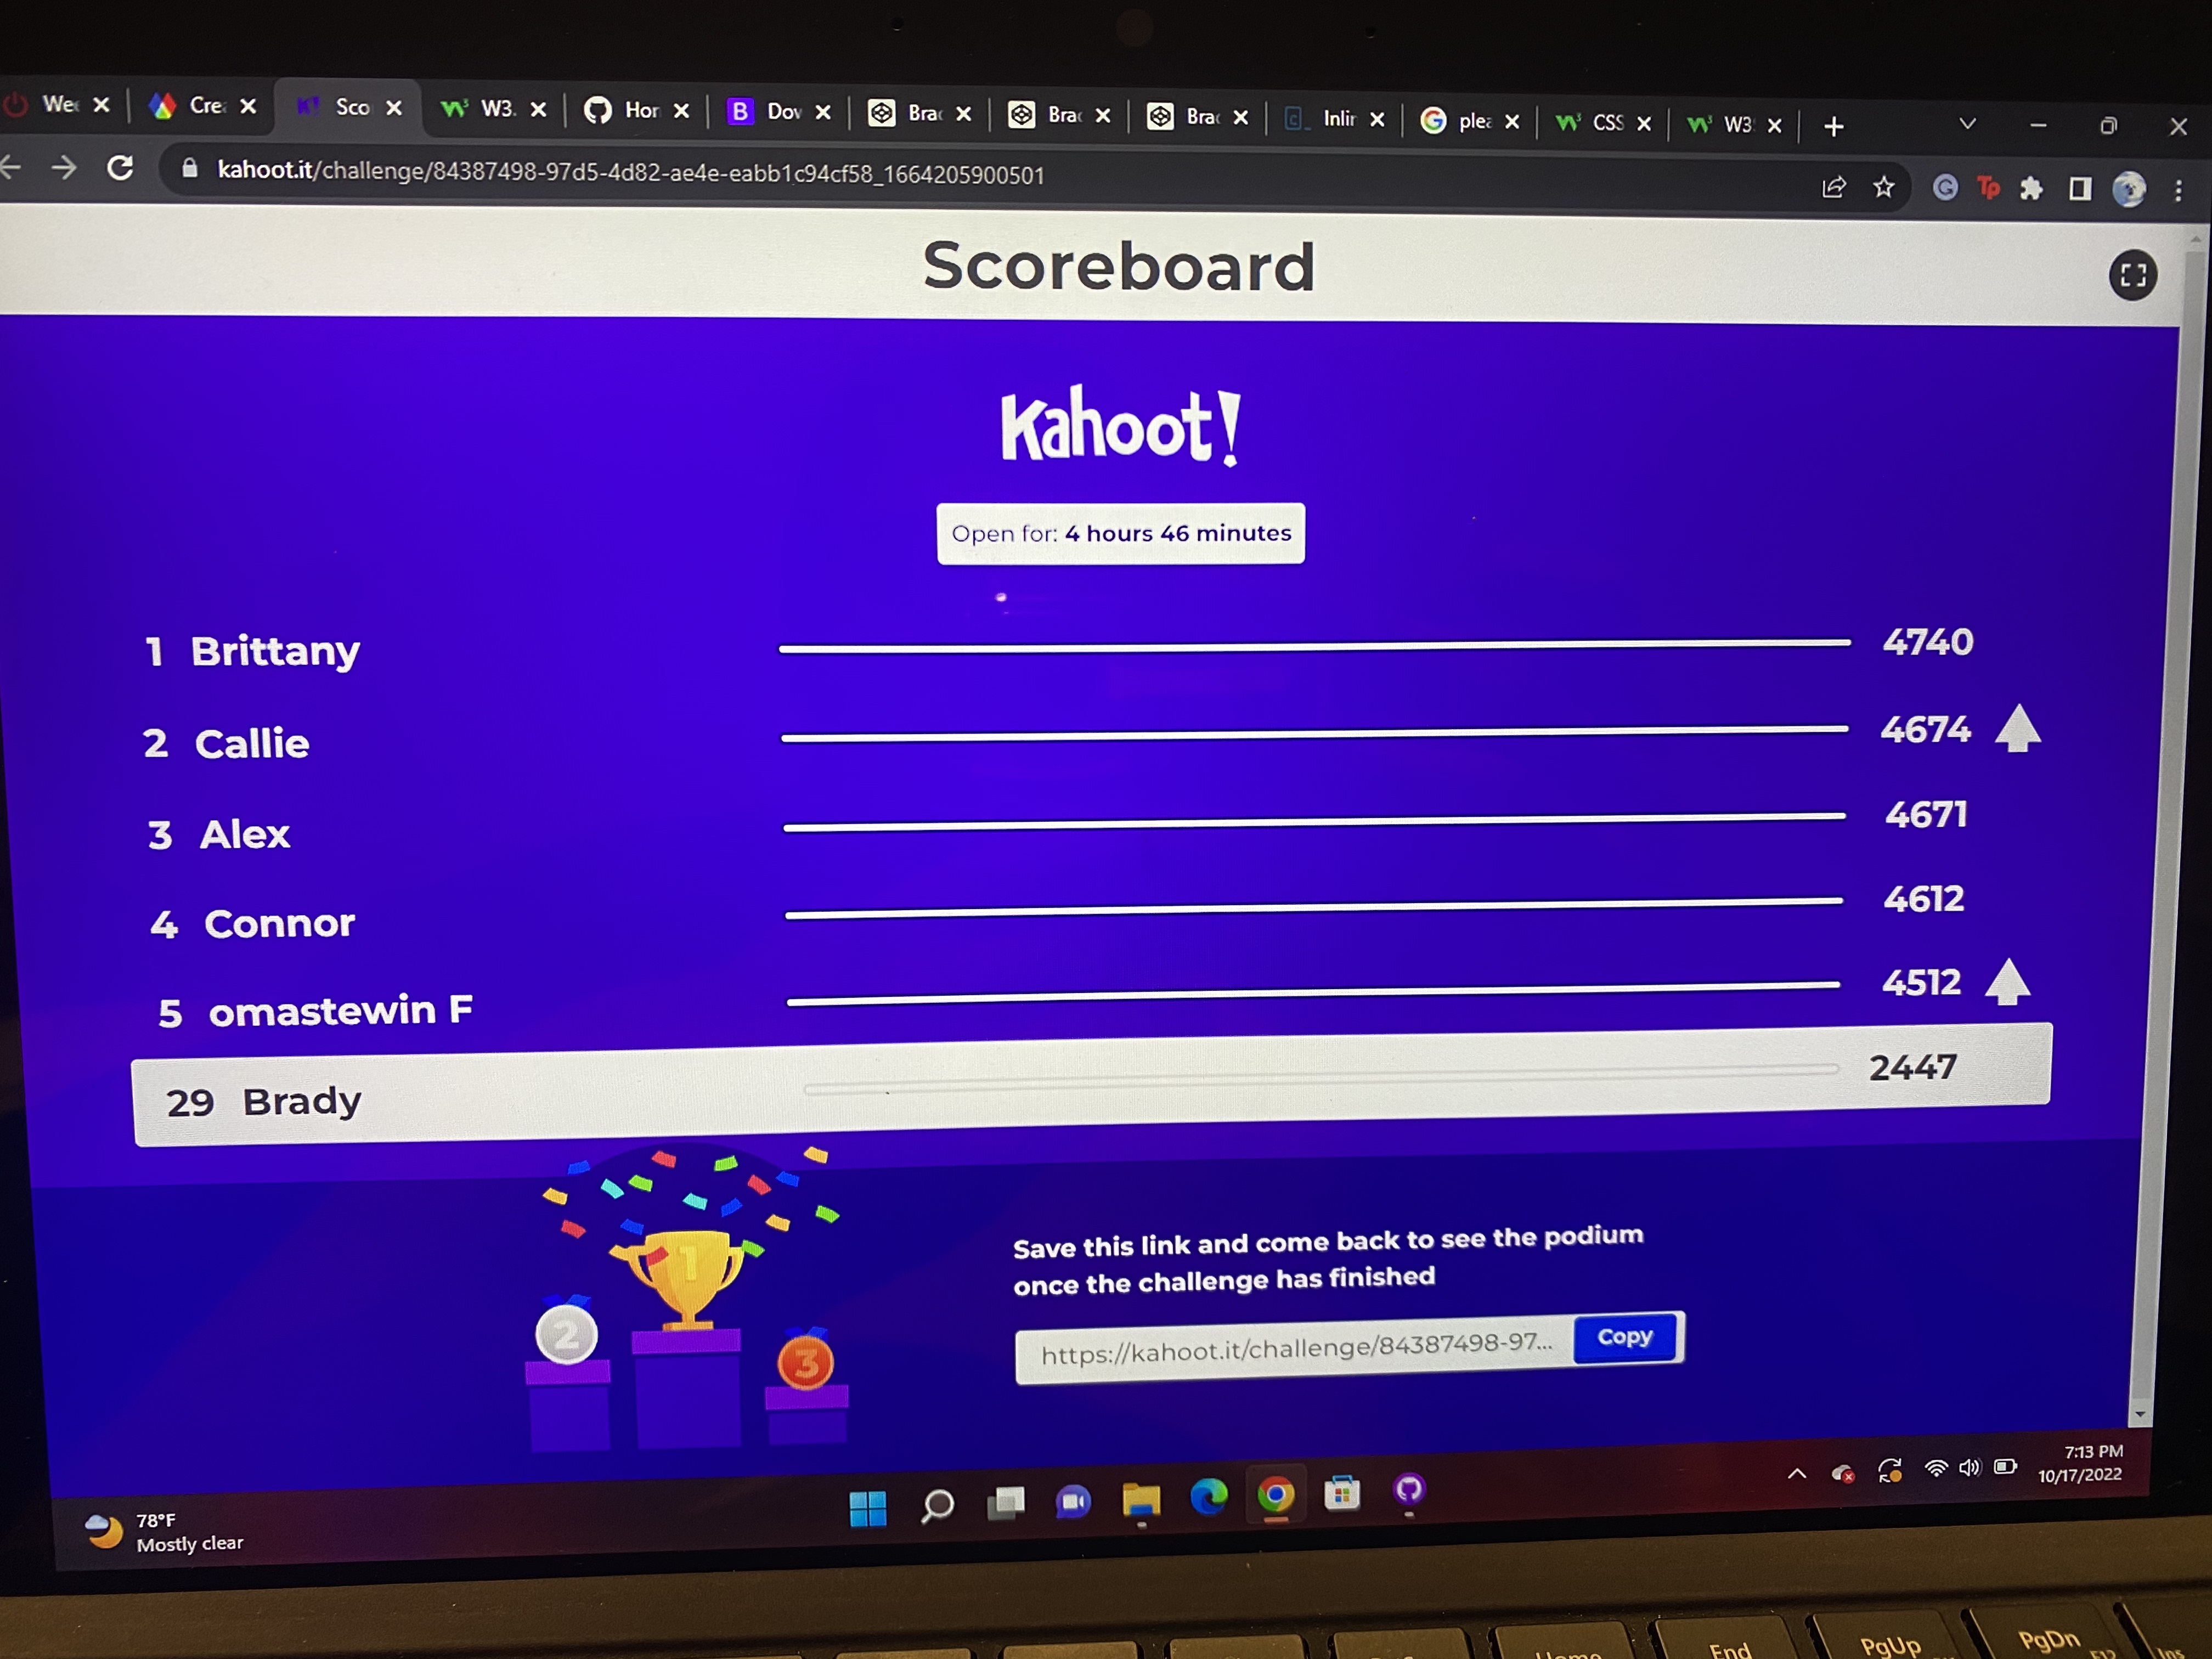 We
Cre
Sco
W3.
Hor
Dov
Bra
Bra
Bra
Inlir
plea
CSS
W3
kahoot.it/challenge/84387498-97d5-4d82-ae4e-eabb1c94cf58_1664205900501
Tp
Scoreboard
Kahoot!
Open for: 4 hours 46 minutes
1 Brittany 4740
2 Callie 4674
3 Alex 4671
4 Connor 4612
5 omastewin F 4512
29 Brady 2447
1
2
3
Save this link and come back to see the podium
once the challenge has finished
https://kahoot.it/challenge/84387498-97... Copy
78°F
Mostly clear
7:13 PM
10/17/2022
Home
End
PgUp
PgDn
F12
Ins